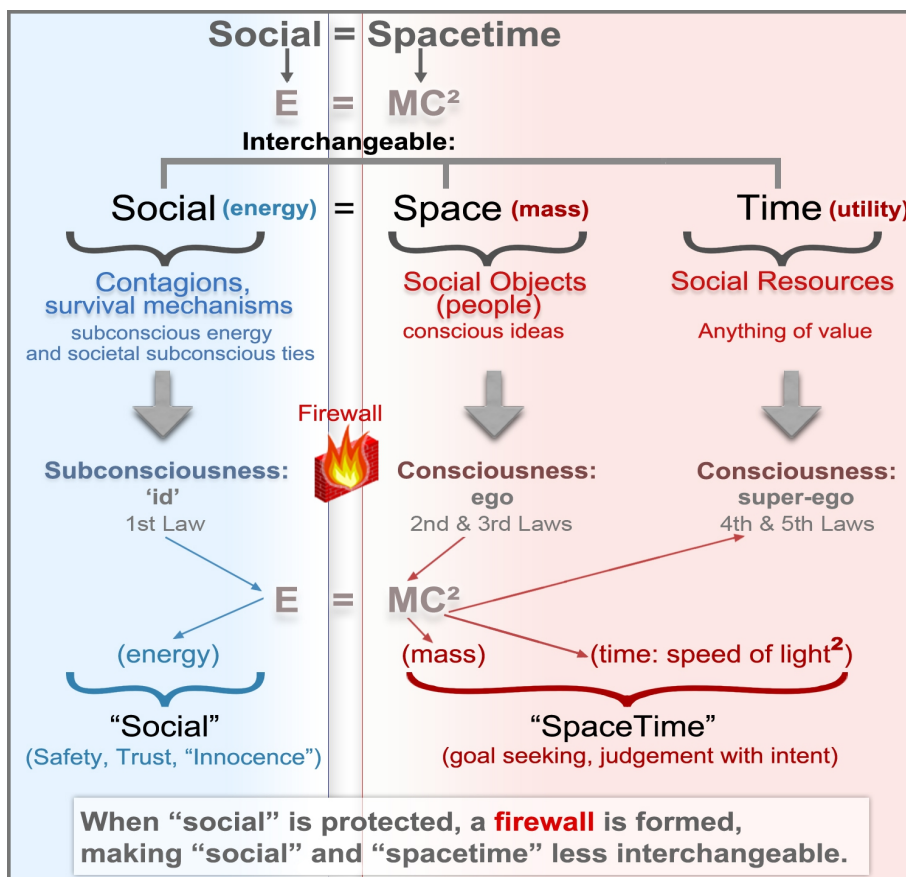 Social = Spacetime
E = MC²
Interchangeable:
Social (energy) = Space (mass) Time (utility)
Contagions,
survival mechanisms
subconscious energy
and societal subconscious ties
Social Objects
(people)
conscious ideas
Social Resources
Anything of value
Firewall
Subconsciousness:
'id'
1st Law
Consciousness:
ego
2nd & 3rd Laws
Consciousness:
super-ego
4th & 5th Laws
E = MC²
(energy)
(mass)
(time: speed of light²)
“Social”
(Safety, Trust, “Innocence”)
“SpaceTime”
(goal seeking, judgement with intent)
When “social” is protected, a firewall is formed,
making “social” and “spacetime” less interchangeable.